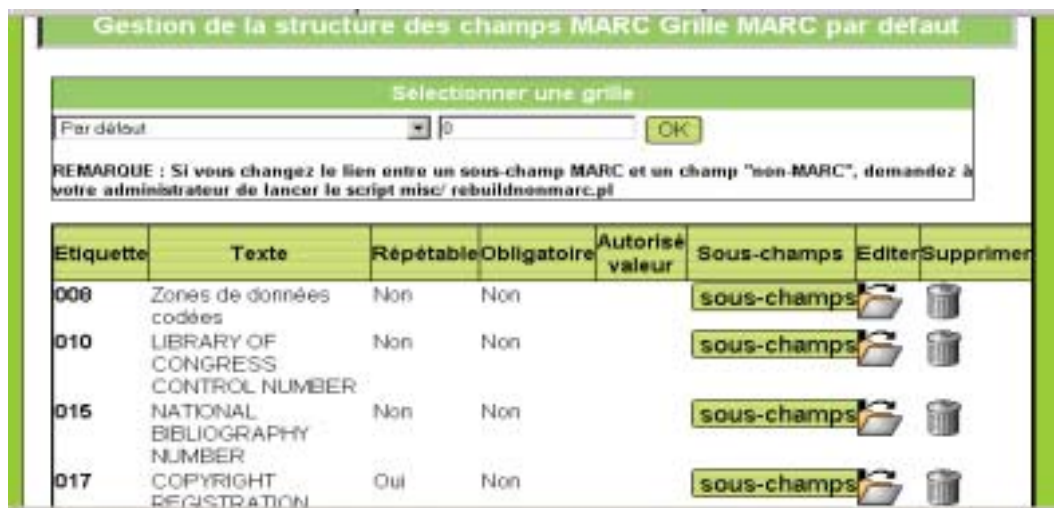 Gestion de la structure des champs MARC Grille MARC par défaut
Sélectionner une grille
Par défaut 0 OK
REMARQUE : Si vous changez le lien entre un sous-champ MARC et un champ "non-MARC", demandez à
votre administrateur de lancer le script misc/ rebuildnonmarc.pl
Etiquette Texte Répétable Obligatoire Autorisé valeur Sous-champs Editer Supprimer
008 Zones de données Non Non sous-champs
codées
010 LIBRARY OF Non Non sous-champs
CONGRESS
CONTROL NUMBER
015 NATIONAL Non Non sous-champs
BIBLIOGRAPHY
NUMBER
017 COPYRIGHT Oui Non sous-champs
REGISTRATION